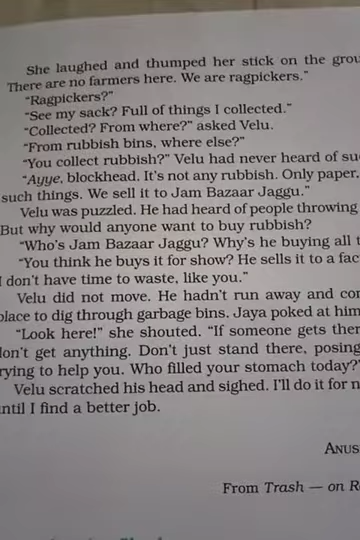 She laughed and thumped her stick on the
There are no farmers here. We are ragpickers."
"Ragpickers?"
"See my sack? Full of things I collected."
"Collected? From where?" asked Velu.
"From rubbish bins, where else?"
"You collect rubbish?" Velu had never heard of
"Ayye, blockhead. It's not any rubbish. Only paper.
such things. We sell it to Jam Bazaar Jaggu."
Velu was puzzled. He had heard of people throwing
But why would anyone want to buy rubbish?
"Who's Jam Bazaar Jaggu? Why's he buying all
"You think he buys it for show? He sells it to a
I don't have time to waste, like you."
Velu did not move. He hadn't run away and
place to dig through garbage bins. Jaya poked at him
"Look here!" she shouted. "If someone gets
don't get anything. Don't just stand there, posing
rying to help you. Who filled your stomach today?"
Velu scratched his head and sighed. I'll do it for
until I find a better job.
From Trash — on